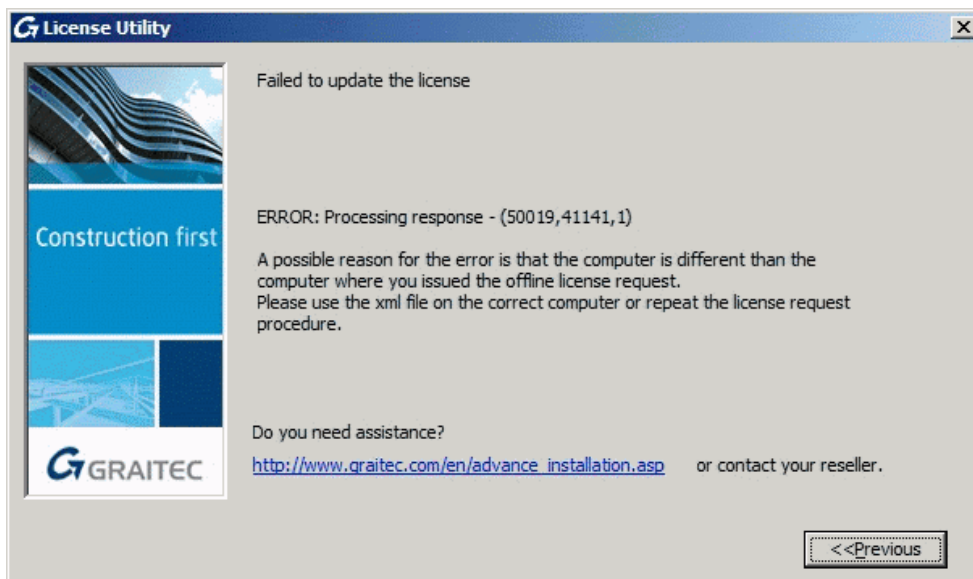 License Utility
Failed to update the license
ERROR: Processing response - (50019,41141,1)
Construction first
A possible reason for the error is that the computer is different than the
computer where you issued the offline license request.
Please use the xml file on the correct computer or repeat the license request
procedure.
Do you need assistance?
GRAITEC
http://www.graitec.com/en/advance_installation.asp or contact your reseller.
<<Previous